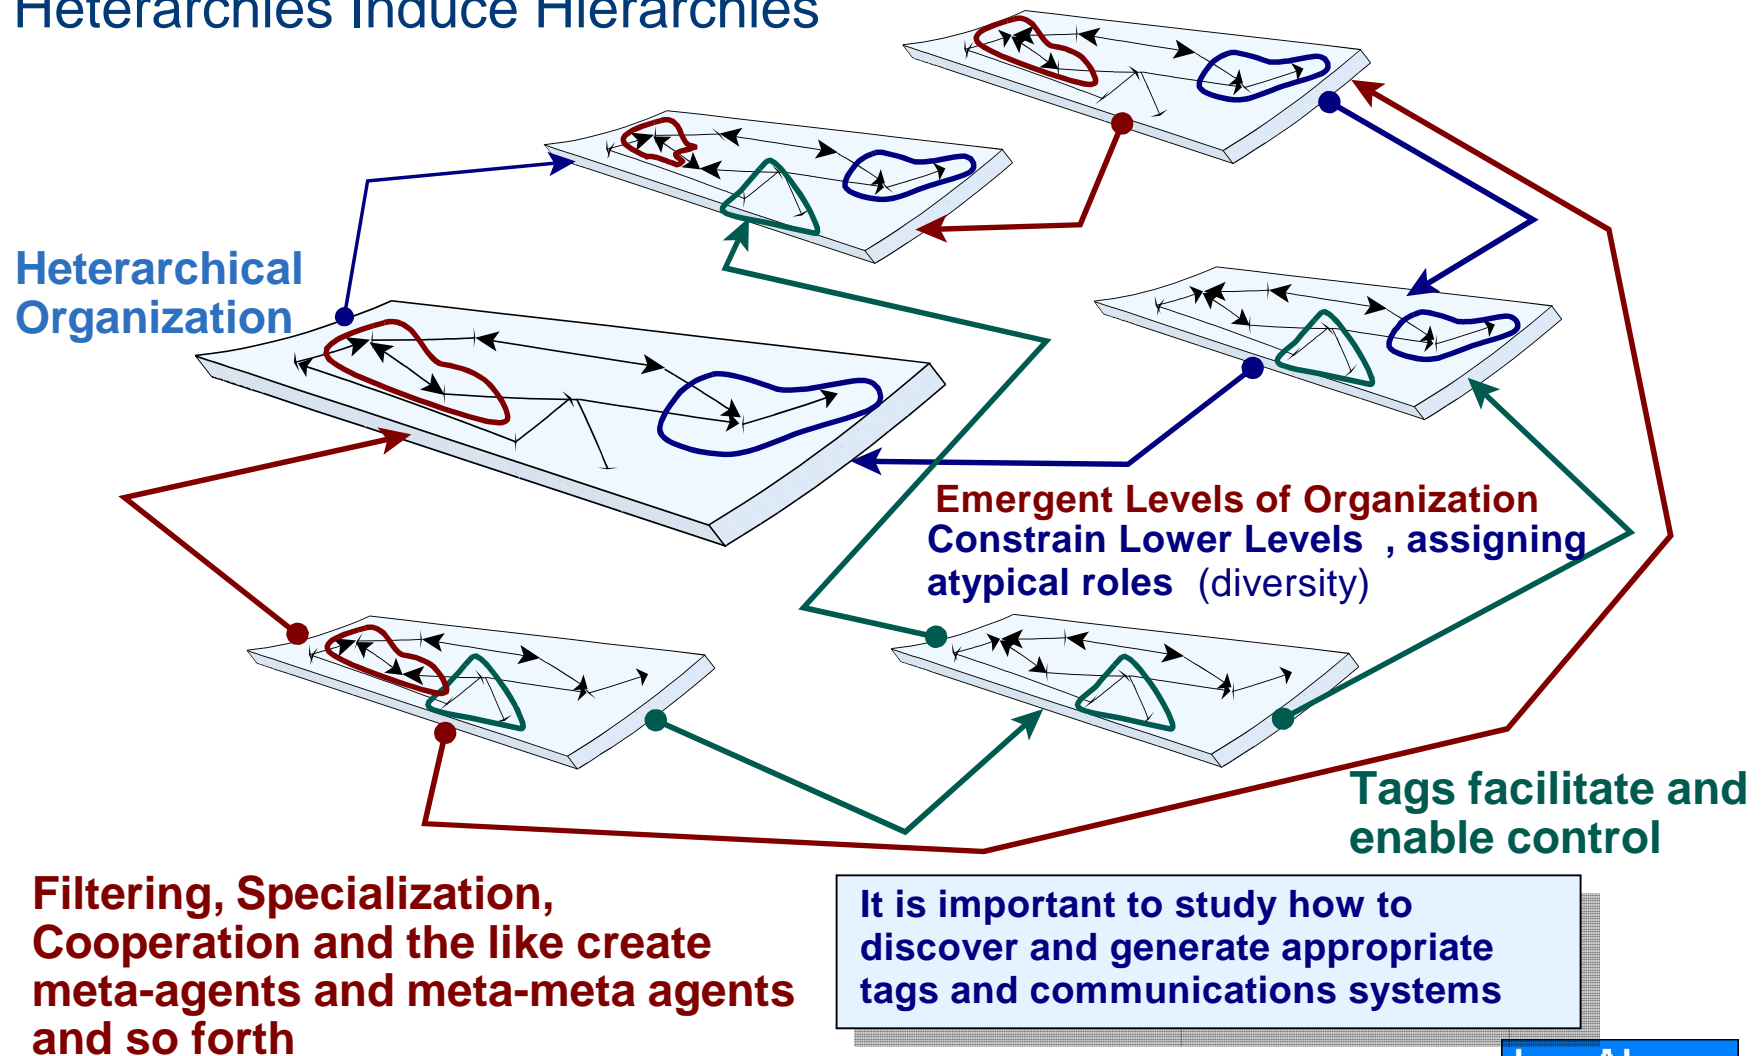 Heterarchies Induce Hierarchies
Heterarchical
Organization
Emergent Levels of Organization
Constrain Lower Levels , assigning
atypical roles (diversity)
Tags facilitate and
enable control
Filtering, Specialization,
Cooperation and the like create
meta-agents and meta-meta agents
and so forth
It is important to study how to
discover and generate appropriate
tags and communications systems